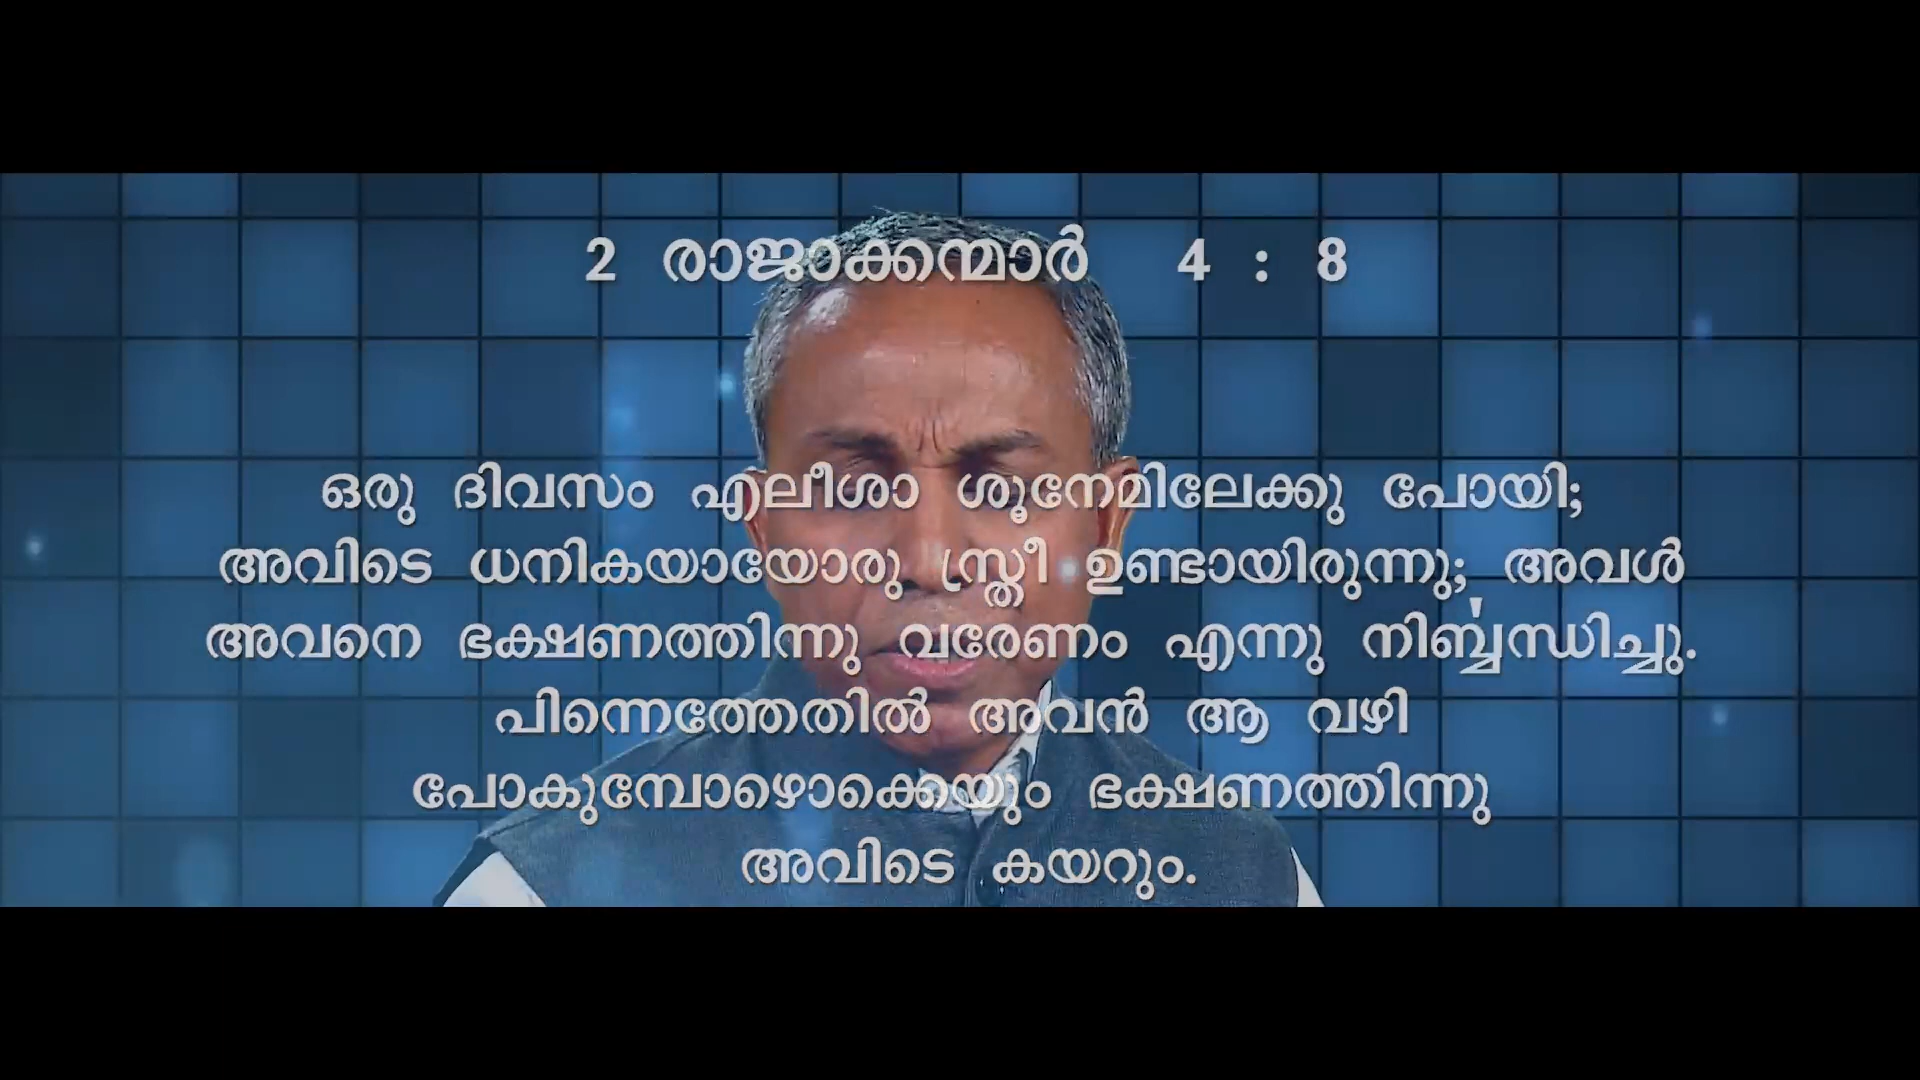 2 രാജാക്കന്മാർ 4 : 8
ഒരു ദിവസം എലീശാ ശൂനേമിലേക്കു പോയി;
അവിടെ ധനികയായോരു സ്ത്രീ ഉണ്ടായിരുന്നു; അവൾ
അവനെ ഭക്ഷണത്തിന്നു വരേണം എന്നു നിർബ്ബന്ധിച്ചു.
പിന്നെത്തേതിൽ അവൻ ആ വഴി
പോകുമ്പോഴൊക്കെയും ഭക്ഷണത്തിന്നു
അവിടെ കയറും.